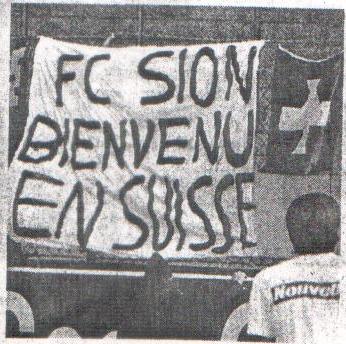 FC SION
BIENVENU
EN SUISSE
Nouvel